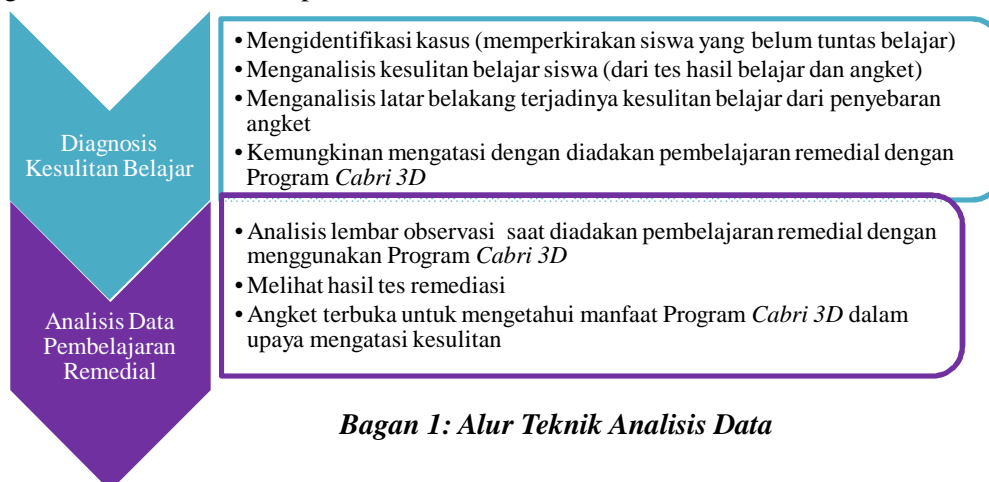 Diagnosis
Kesulitan Belajar
• Mengidentifikasi kasus (memperkirakan siswa yang belum tuntas belajar)
• Menganalisis kesulitan belajar siswa (dari tes hasil belajar dan angket)
• Menganalisis latar belakang terjadinya kesulitan belajar dari penyebaran
angket
• Kemungkinan mengatasi dengan diadakan pembelajaran remedial dengan
Program Cabri 3D
Analisis Data
Pembelajaran
Remedial
• Analisis lembar observasi saat diadakan pembelajaran remedial dengan
menggunakan Program Cabri 3D
• Melihat hasil tes remediasi
• Angket terbuka untuk mengetahui manfaat Program Cabri 3D dalam
upaya mengatasi kesulitan
Bagan 1: Alur Teknik Analisis Data